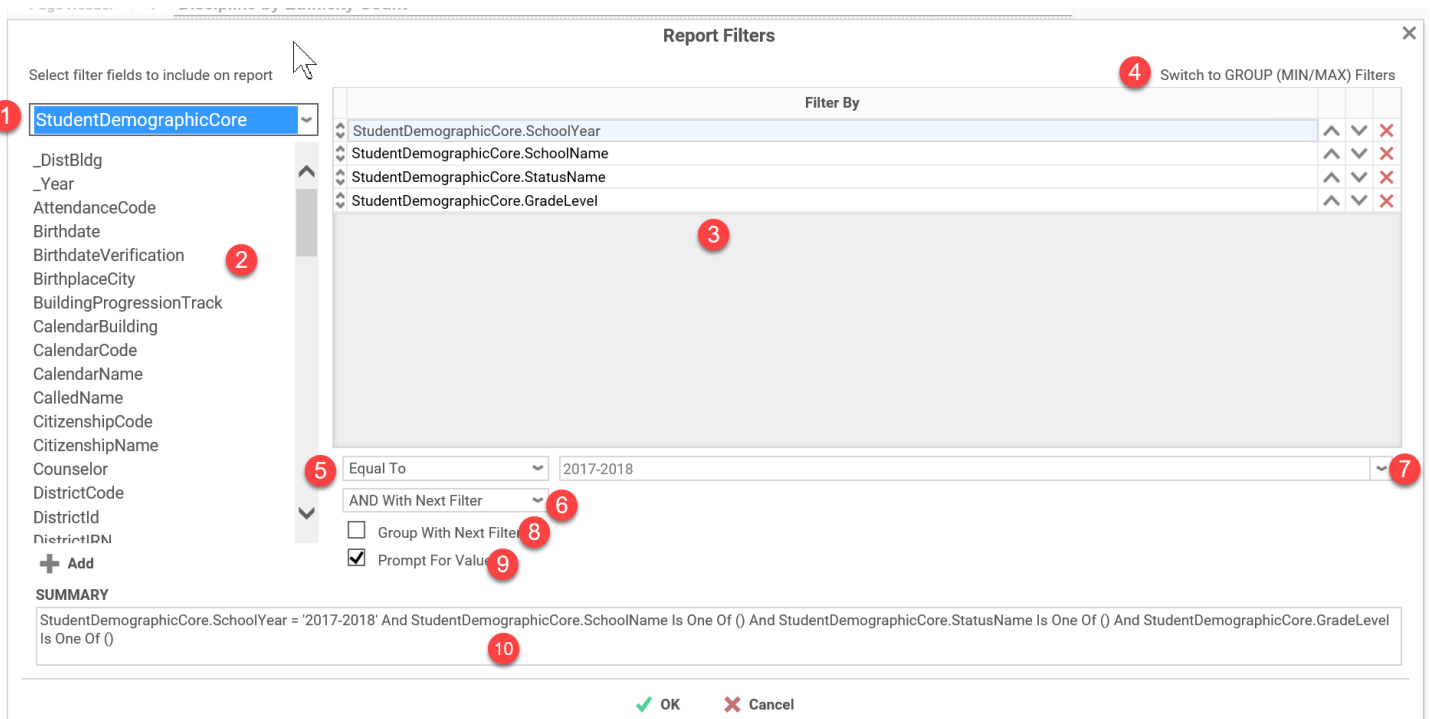 Report Filters
Select filter fields to include on report
4 Switch to GROUP (MIN/MAX) Filters
1 StudentDemographicCore
Filter By
StudentDemographicCore.SchoolYear
StudentDemographicCore.SchoolName
StudentDemographicCore.StatusName
StudentDemographicCore.GradeLevel
3
_DistBldg
_Year
AttendanceCode
Birthdate
BirthdateVerification
2
BirthplaceCity
BuildingProgressionTrack
CalendarBuilding
CalendarCode
CalendarName
CalledName
CitizenshipCode
CitizenshipName
Counselor
DistrictCode
DistrictId
DistrictIRN
Add
5 Equal To 2017-2018 7
AND With Next Filter 6
Group With Next Filter 8
Prompt For Value 9
SUMMARY
StudentDemographicCore.SchoolYear = '2017-2018' And StudentDemographicCore.SchoolName Is One Of () And StudentDemographicCore.StatusName Is One Of () And StudentDemographicCore.GradeLevel
Is One Of ()
10
OK Cancel